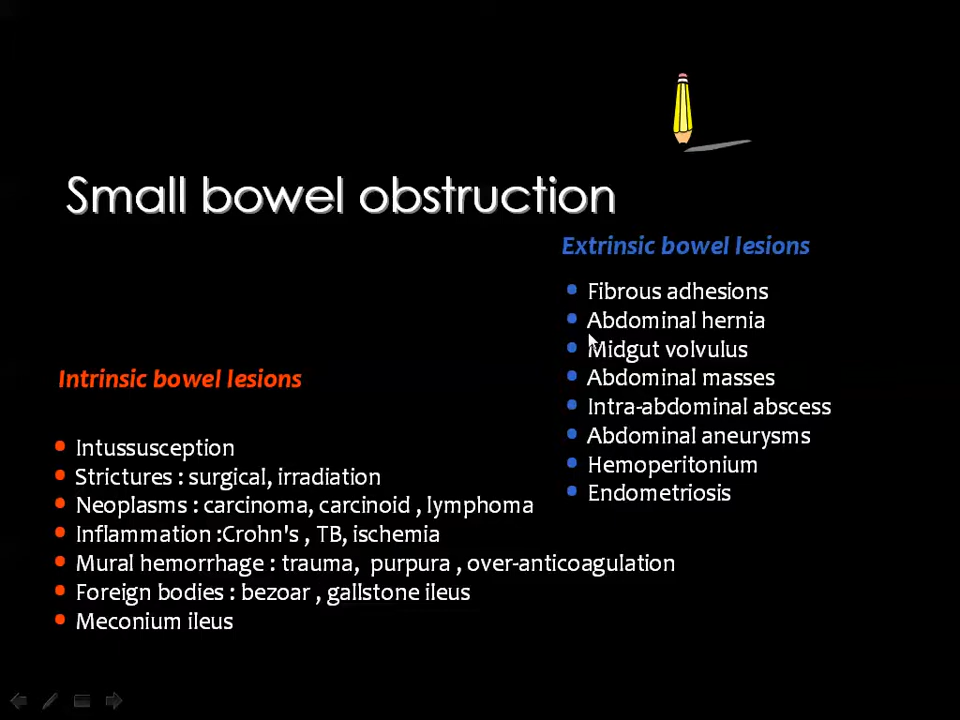 Small bowel obstruction
Extrinsic bowel lesions
Fibrous adhesions
Abdominal hernia
Midgut volvulus
Abdominal masses
Intra-abdominal abscess
Abdominal aneurysms
Hemoperitonium
Endometriosis
Intrinsic bowel lesions
Intussusception
Strictures : surgical, irradiation
Neoplasms : carcinoma, carcinoid , lymphoma
Inflammation :Crohn's , TB, ischemia
Mural hemorrhage : trauma,  purpura , over-anticoagulation
Foreign bodies : bezoar , gallstone ileus
Meconium ileus